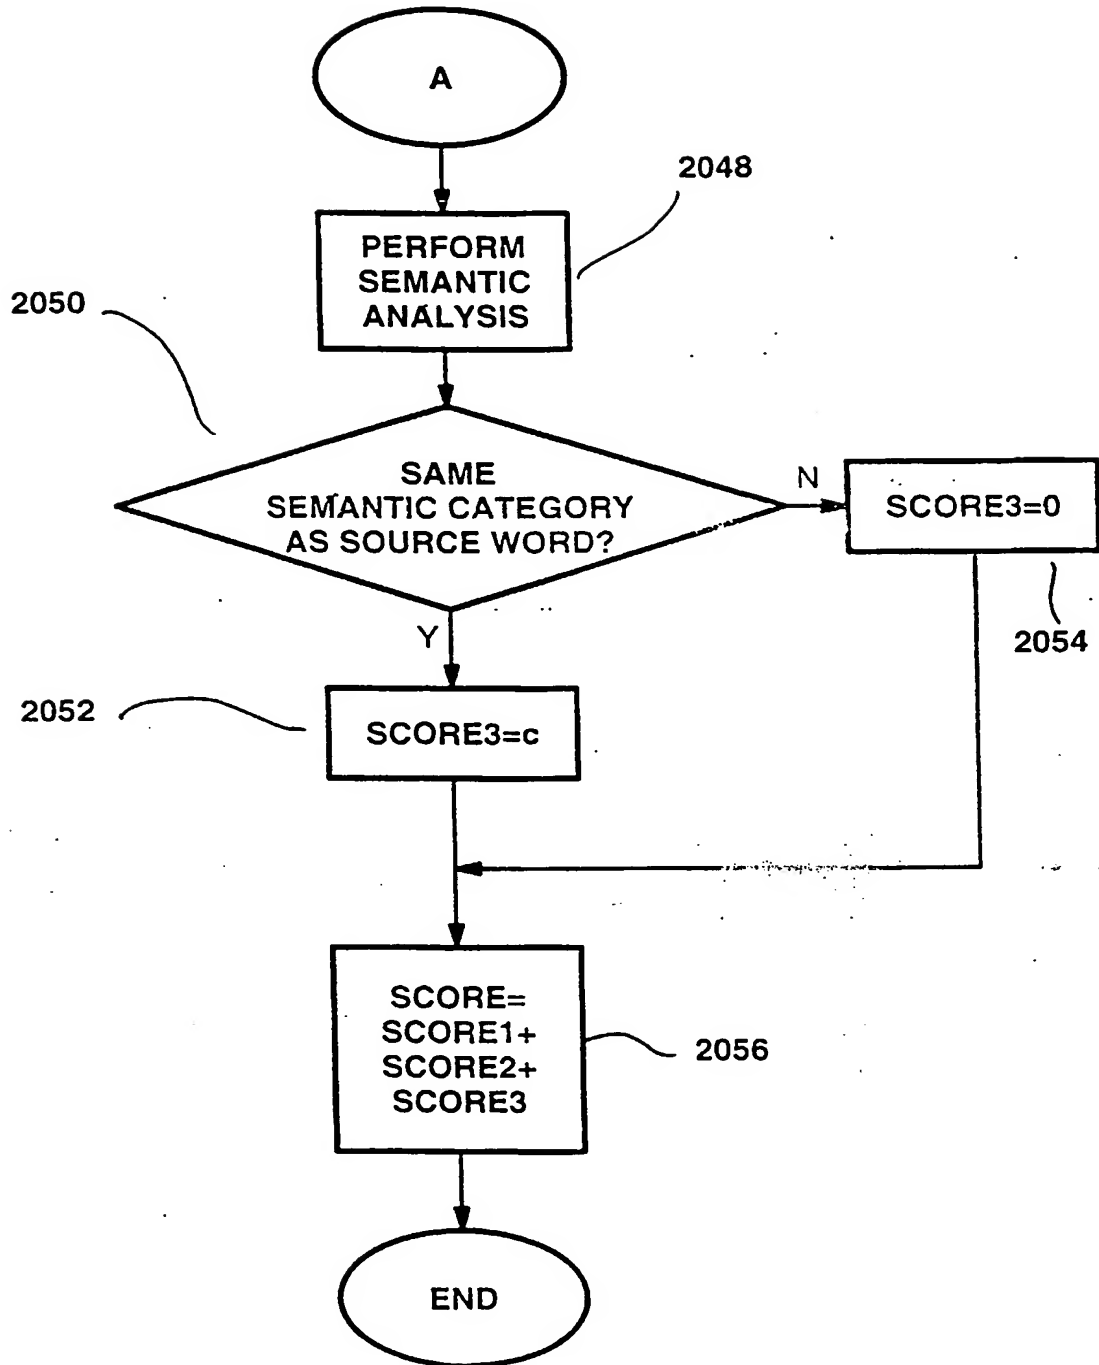 A
2048
PERFORM
SEMANTIC
ANALYSIS
2050
SAME
SEMANTIC CATEGORY
AS SOURCE WORD?
N
SCORE3=0
2054
Y
2052
SCORE3=c
SCORE=
SCORE1+
SCORE2+
SCORE3
2056
END